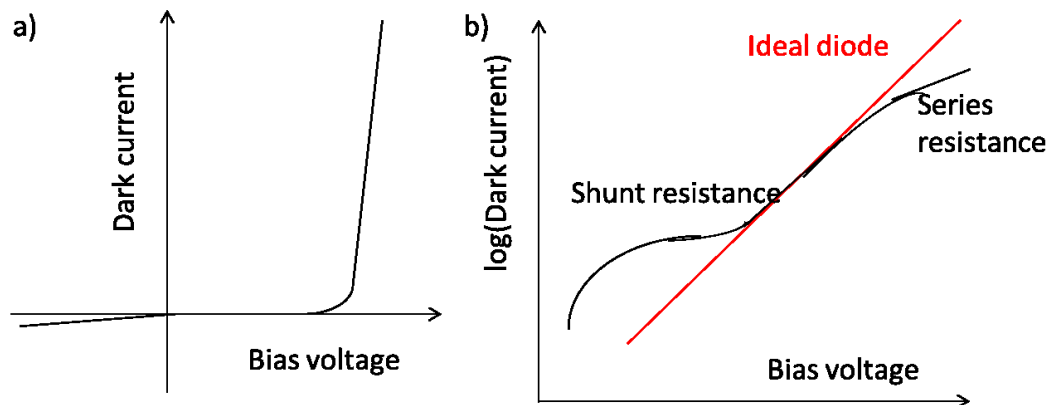 a)
Dark current
Bias voltage
b)
log(Dark current)
Ideal diode
Series
resistance
Shunt resistance
Bias voltage